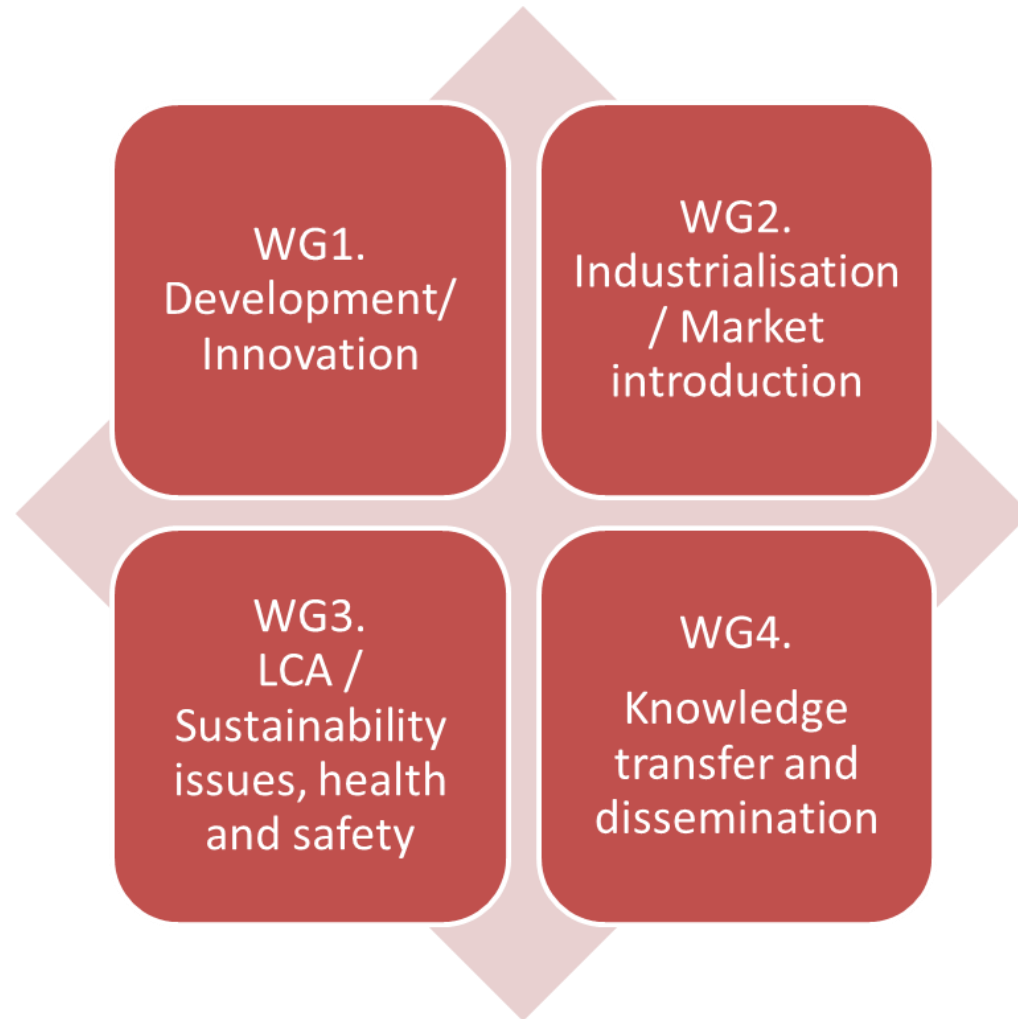 WG1.
Development/
Innovation
WG2.
Industrialisation
/ Market
introduction
WG3.
LCA /
Sustainability
issues, health
and safety
WG4.
Knowledge
transfer and
dissemination